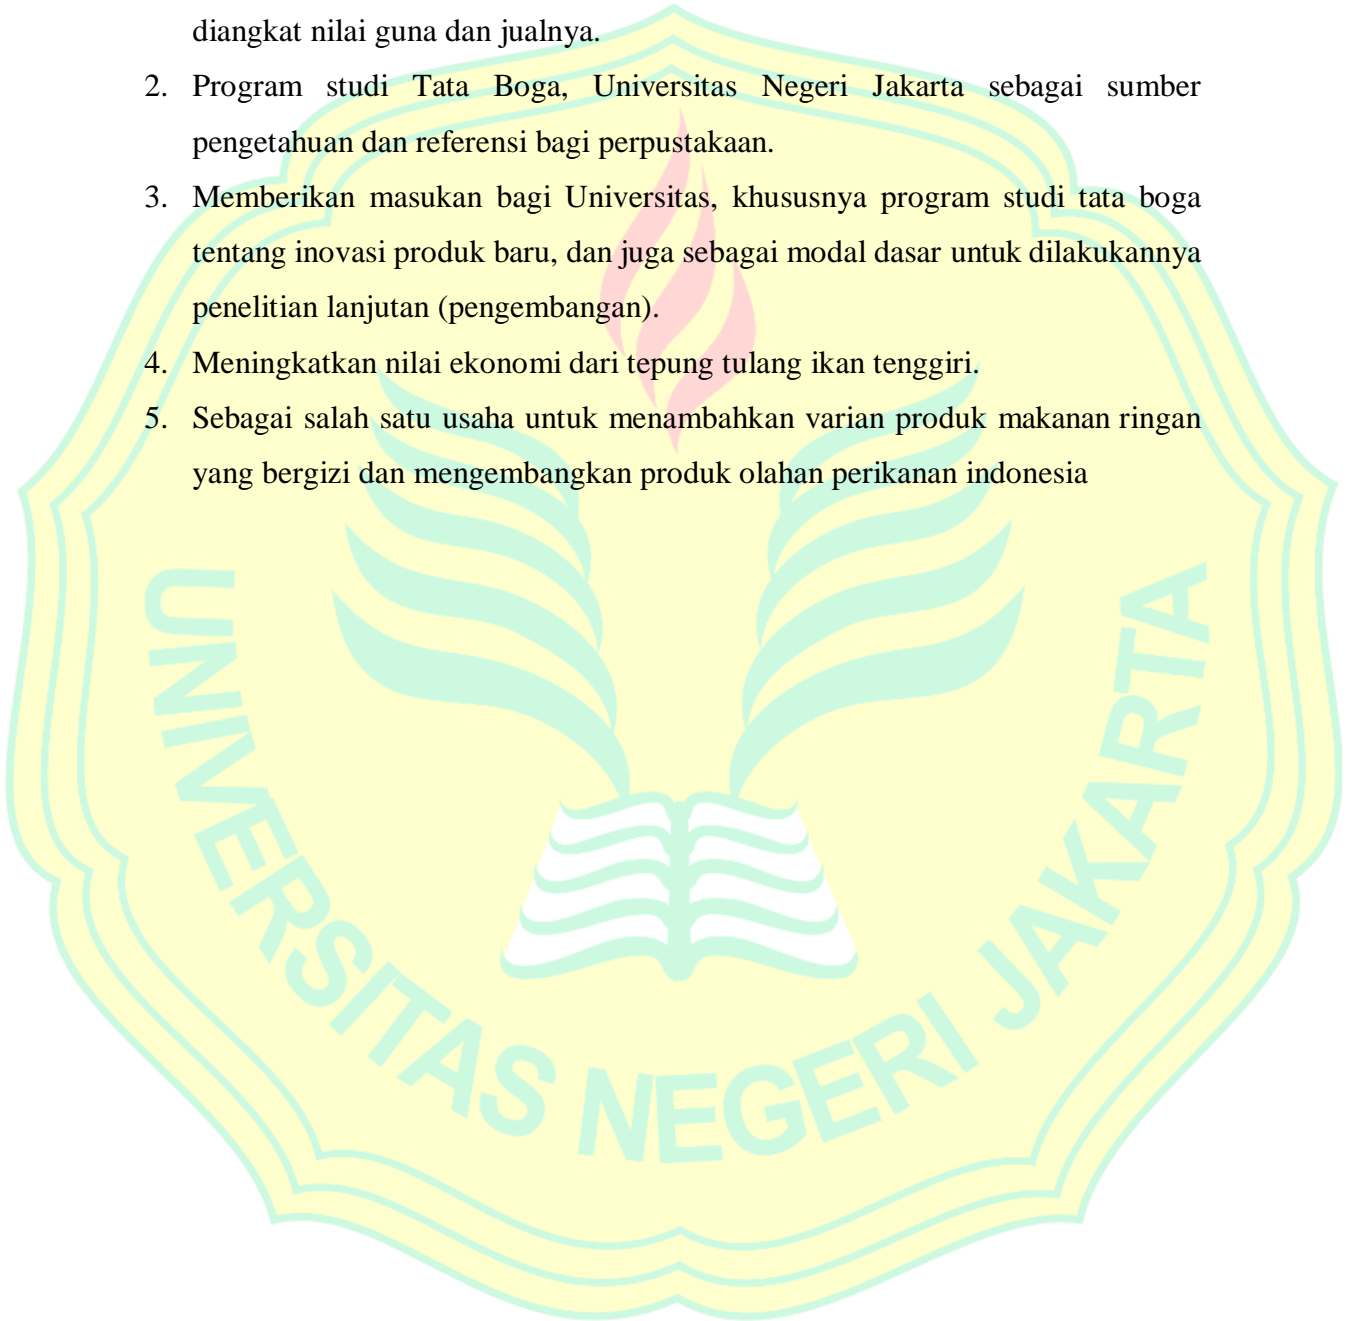 diangkat nilai guna dan jualnya.
2. Program studi Tata Boga, Universitas Negeri Jakarta sebagai sumber
pengetahuan dan referensi bagi perpustakaan.
3. Memberikan masukan bagi Universitas, khususnya program studi tata boga
tentang inovasi produk baru, dan juga sebagai modal dasar untuk dilakukannya
penelitian lanjutan (pengembangan).
4. Meningkatkan nilai ekonomi dari tepung tulang ikan tenggiri.
5. Sebagai salah satu usaha untuk menambahkan varian produk makanan ringan
yang bergizi dan mengembangkan produk olahan perikanan indonesia
UNIVERSITAS NEGERI JAKARTA